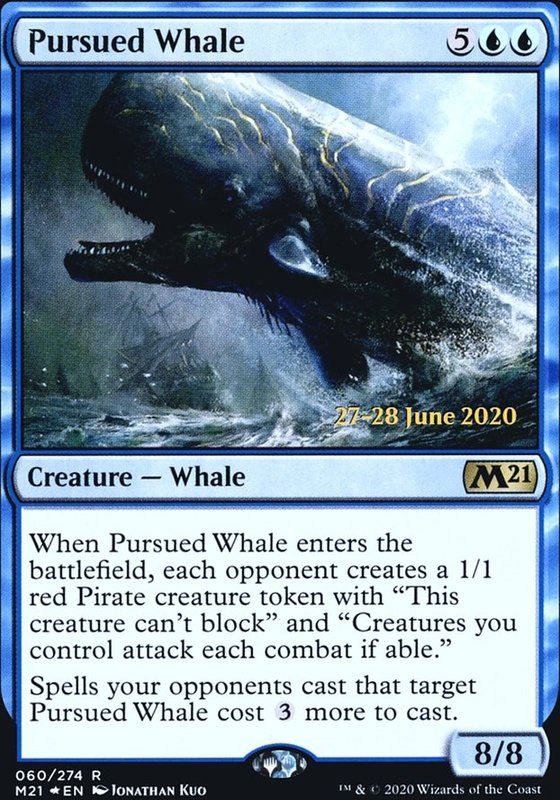 Pursued Whale 5
27–28 June 2020
Creature — Whale M21
When Pursued Whale enters the
battlefield, each opponent creates a 1/1
red Pirate creature token with “This
creature can't block” and “Creatures you
control attack each combat if able.”
Spells your opponents cast that target
Pursued Whale cost 3 more to cast.
8/8
060/274 R
M21 ★ EN Jonathan Kuo ™ & © 2020 Wizards of the Coast